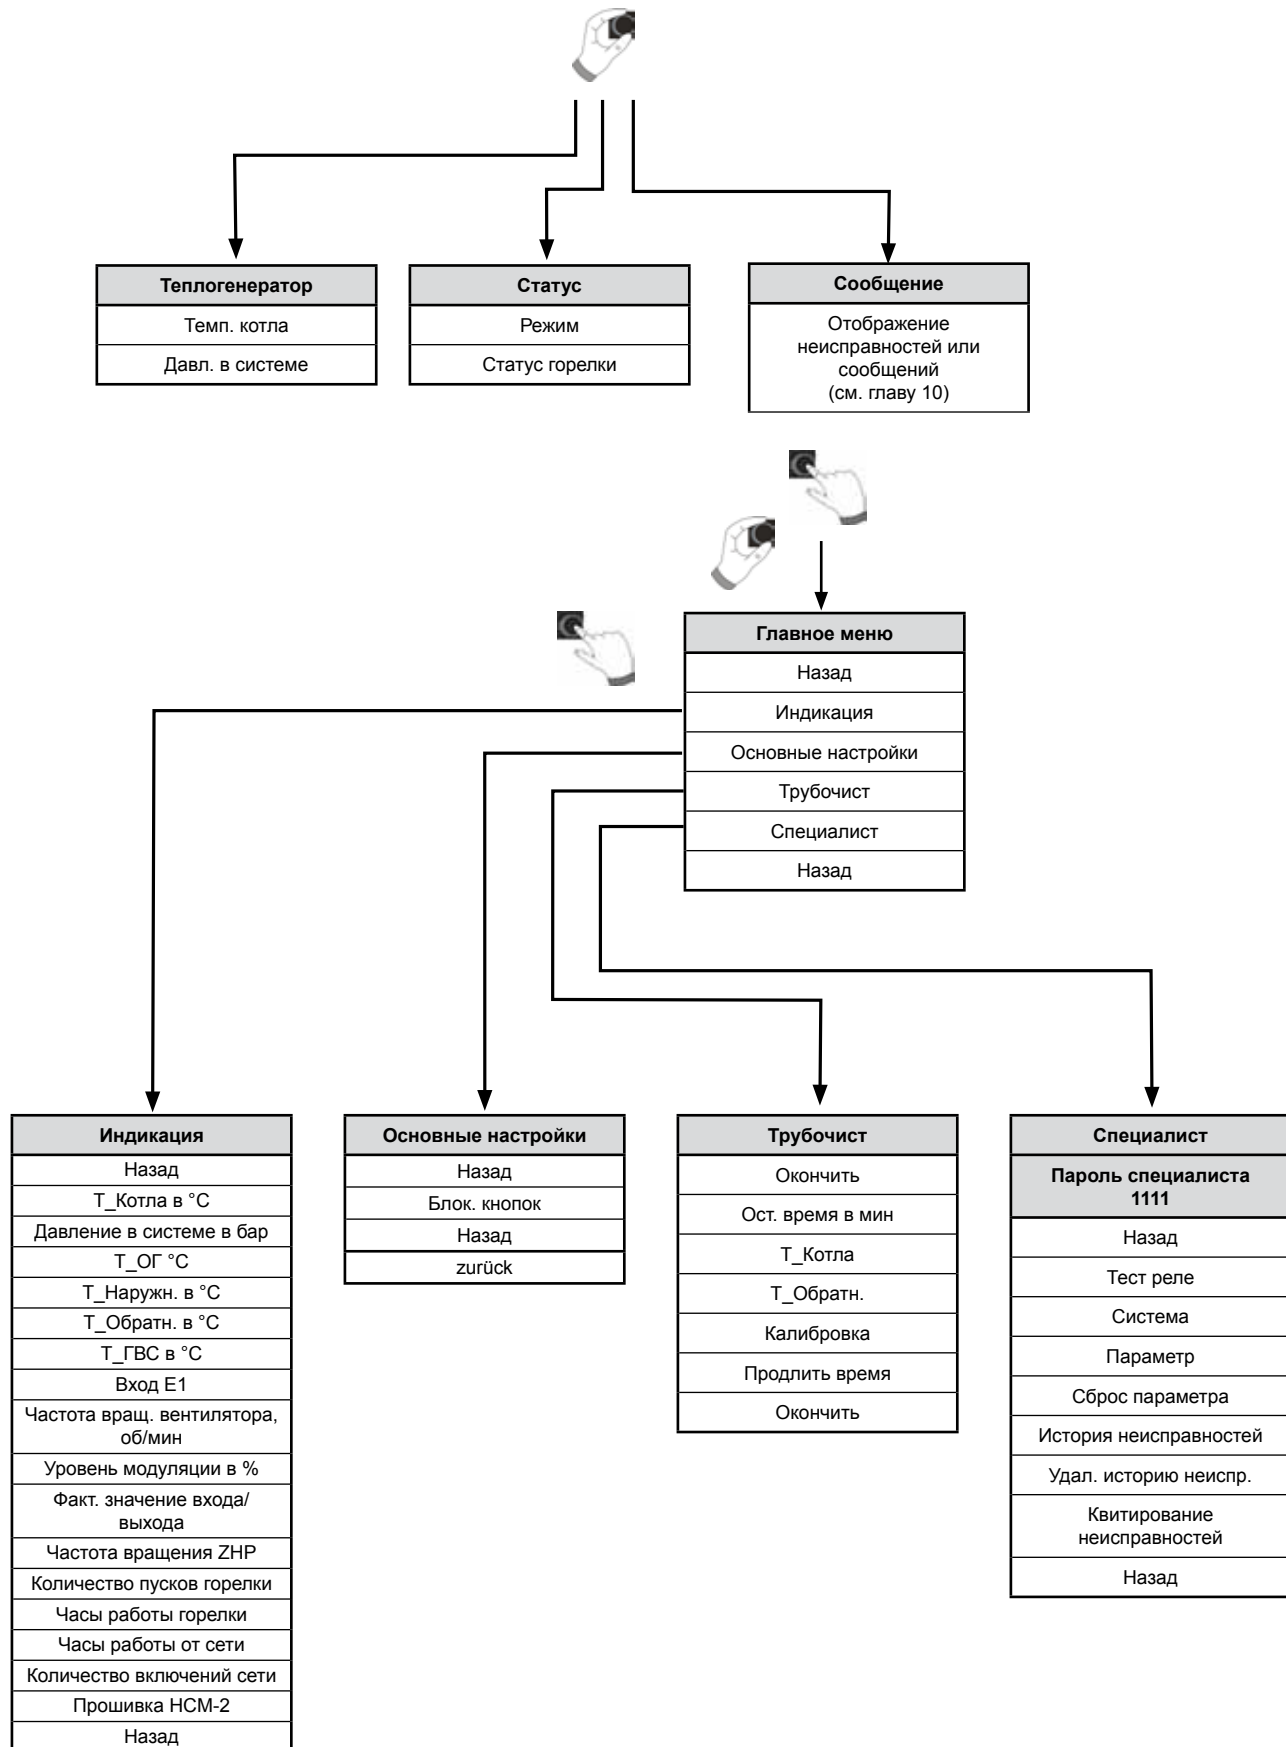 Теплогенератор
Темп. котла
Давл. в системе
Статус
Режим
Статус горелки
Сообщение
Отображение
неисправностей или
сообщений
(см. главу 10)
Главное меню
Назад
Индикация
Основные настройки
Трубочист
Специалист
Назад
Индикация
Назад
Т_Котла в °C
Давление в системе в бар
Т_ОГ °C
Т_Наружн. в °C
Т_Обратн. в °C
Т_ГВС в °C
Вход E1
Частота вращ. вентилятора,
об/мин
Уровень модуляции в %
Факт. значение входа/
выхода
Частота вращения ZHP
Количество пусков горелки
Часы работы горелки
Часы работы от сети
Количество включений сети
Прошивка HCM-2
Назад
Основные настройки
Назад
Блок. кнопок
Назад
zurück
Трубочист
Окончить
Ост. время в мин
Т_Котла
Т_Обратн.
Калибровка
Продлить время
Окончить
Специалист
Пароль специалиста
1111
Назад
Тест реле
Система
Параметр
Сброс параметра
История неисправностей
Удал. историю неиспр.
Квитирование
неисправностей
Назад